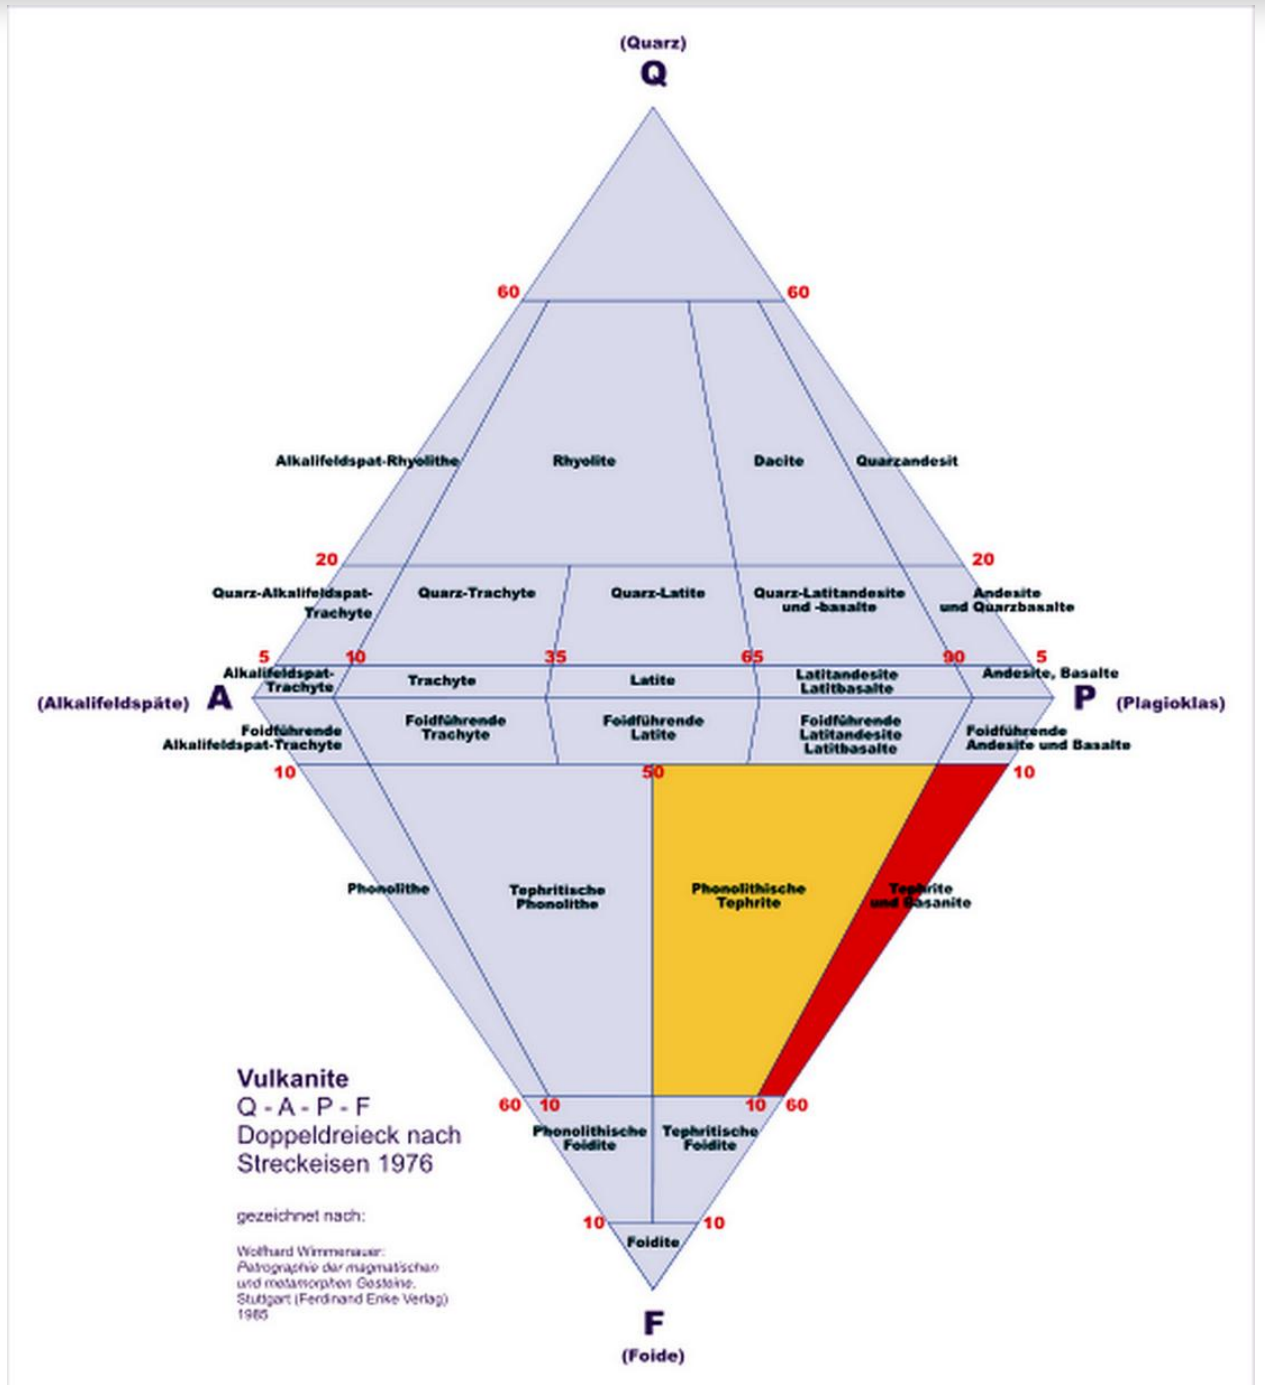 (Quarz)
Q
60
60
Alkalifeldspat-Rhyolithe
Rhyolite
Dacite
Quarzandesit
20
20
Quarz-Alkalifeldspat-
Trachyte
Quarz-Trachyte
Quarz-Latite
Quarz-Latitandesite
und -basalte
Andesite
und Quarzbasalte
5
10
35
65
90
5
Alkalifeldspat-
Trachyte
Trachyte
Latite
Latitandesite
Latitbasalte
Andesite, Basalte
(Alkalifeldspäte)
A
P
(Plagioklas)
Foidführende
Alkalifeldspat-Trachyte
Foidführende
Trachyte
Foidführende
Latite
Foidführende
Latitandesite
Latitbasalte
Foidführende
Andesite und Basalte
10
50
10
Phonolithe
Tephritische
Phonolithe
Phonolithische
Tephrite
Tephrite
und Basanite
60
10
10
60
Phonolithische
Foidite
Tephritische
Foidite
10
10
Foidite
F
(Foide)
Vulkanite
Q - A - P - F
Doppeldreieck nach
Streckeisen 1976
gezeichnet nach:
Wolfhard Wimmenauer:
Petrographie der magmatischen
und metamorphen Gesteine.
Stuttgart (Ferdinand Enke Verlag)
1985